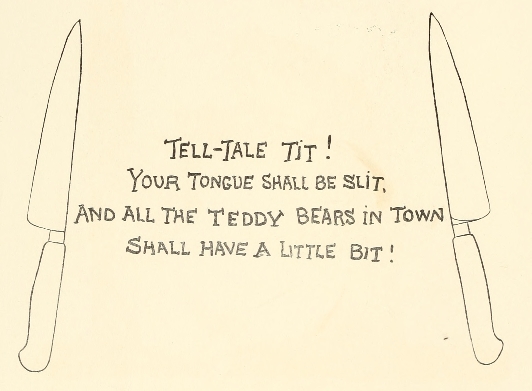 TELL-TALE TIT!
YOUR TONGUE SHALL BE SLIT,
AND ALL THE TEDDY BEARS IN TOWN
SHALL HAVE A LITTLE BIT!